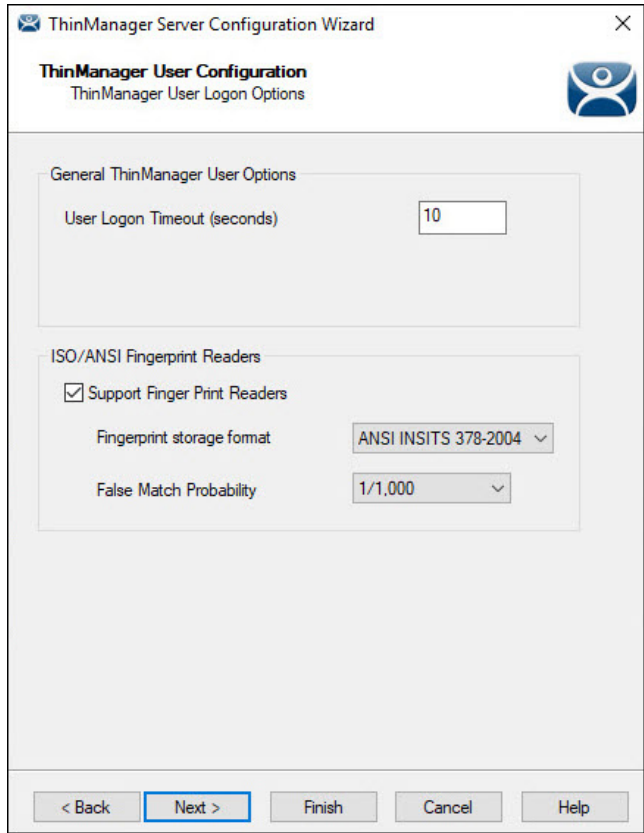 ThinManager Server Configuration Wizard
ThinManager User Configuration
ThinManager User Logon Options
General ThinManager User Options
User Logon Timeout (seconds) 10
ISO/ANSI Fingerprint Readers
Support Finger Print Readers
Fingerprint storage format ANSI INSITS 378-2004
False Match Probability 1/1,000
< Back Next > Finish Cancel Help